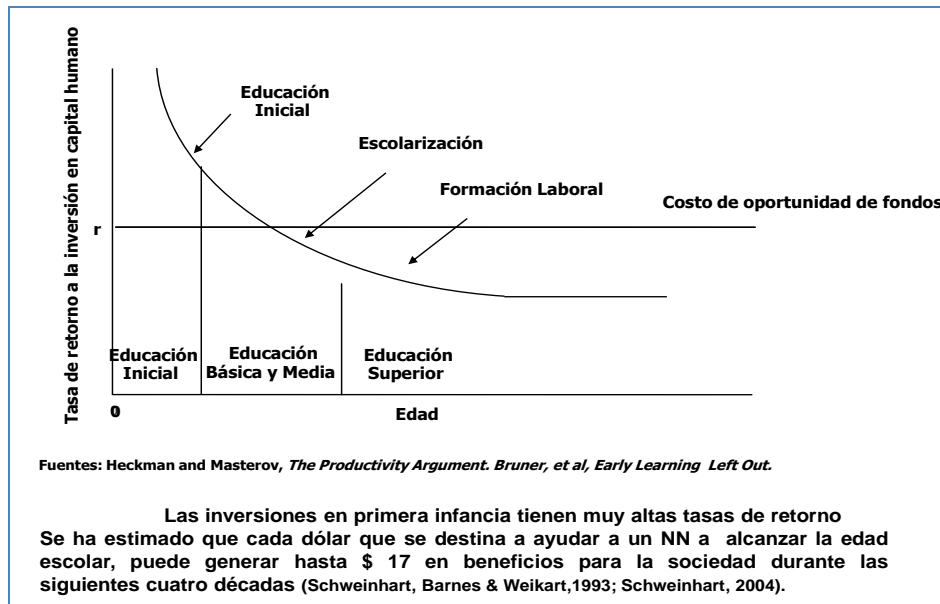 Tasa de retorno a la inversión en capital humano
Educación
Inicial
Escolarización
Formación Laboral
Costo de oportunidad de fondos
r
Educación
Inicial
Educación
Básica y Media
Educación
Superior
0
Edad
Fuentes: Heckman and Masterov, The Productivity Argument. Bruner, et al, Early Learning Left Out.
Las inversiones en primera infancia tienen muy altas tasas de retorno
Se ha estimado que cada dólar que se destina a ayudar a un NN a alcanzar la edad
escolar, puede generar hasta $ 17 en beneficios para la sociedad durante las
siguientes cuatro décadas (Schweinhart, Barnes & Weikart,1993; Schweinhart, 2004).